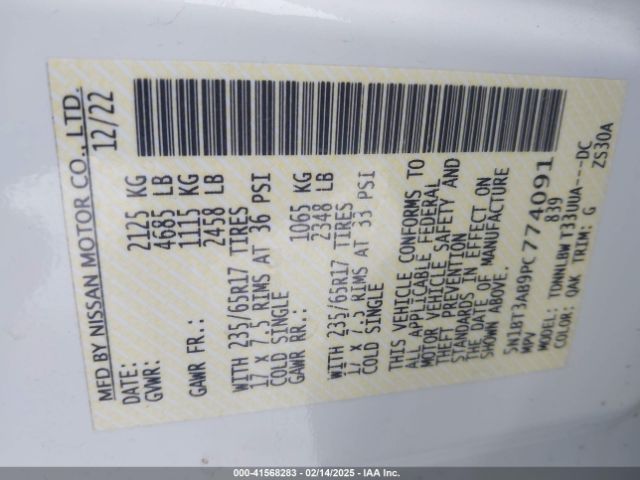 MFD BY NISSAN MOTOR CO., LTD.
DATE: 12/22
GVWR: 2125 KG
4685 LB
GAWR FR.: 1115 KG
2458 LB
WITH 235/65R17 TIRES
17 X 7.5 RIMS AT 36 PSI
COLD SINGLE
GAWR RR.: 1065 KG
2348 LB
WITH 235/65R17 TIRES
17 X 7.5 RIMS AT 33 PSI
COLD SINGLE
THIS VEHICLE CONFORMS TO
ALL APPLICABLE FEDERAL
MOTOR VEHICLE SAFETY AND
THEFT PREVENTION
STANDARDS IN EFFECT ON
THE DATE OF MANUFACTURE
SHOWN ABOVE.
5N1BT3AB9PC774091
MPV 839
MODEL: TDNNLBW T33UUA---DC
COLOR: QAK TRIM: G ZS30A
000-41568283 - 02/14/2025 - IAA Inc.